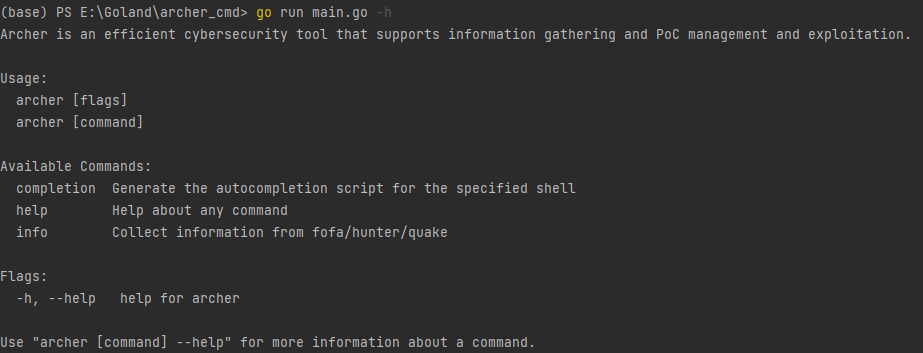 (base) PS E:\Goland\archer_cmd> go run main.go -h
Archer is an efficient cybersecurity tool that supports information gathering and PoC management and exploitation.
Usage:
archer [flags]
archer [command]
Available Commands:
completion  Generate the autocompletion script for the specified shell
help        Help about any command
info        Collect information from fofa/hunter/quake
Flags:
-h, --help   help for archer
Use "archer [command] --help" for more information about a command.